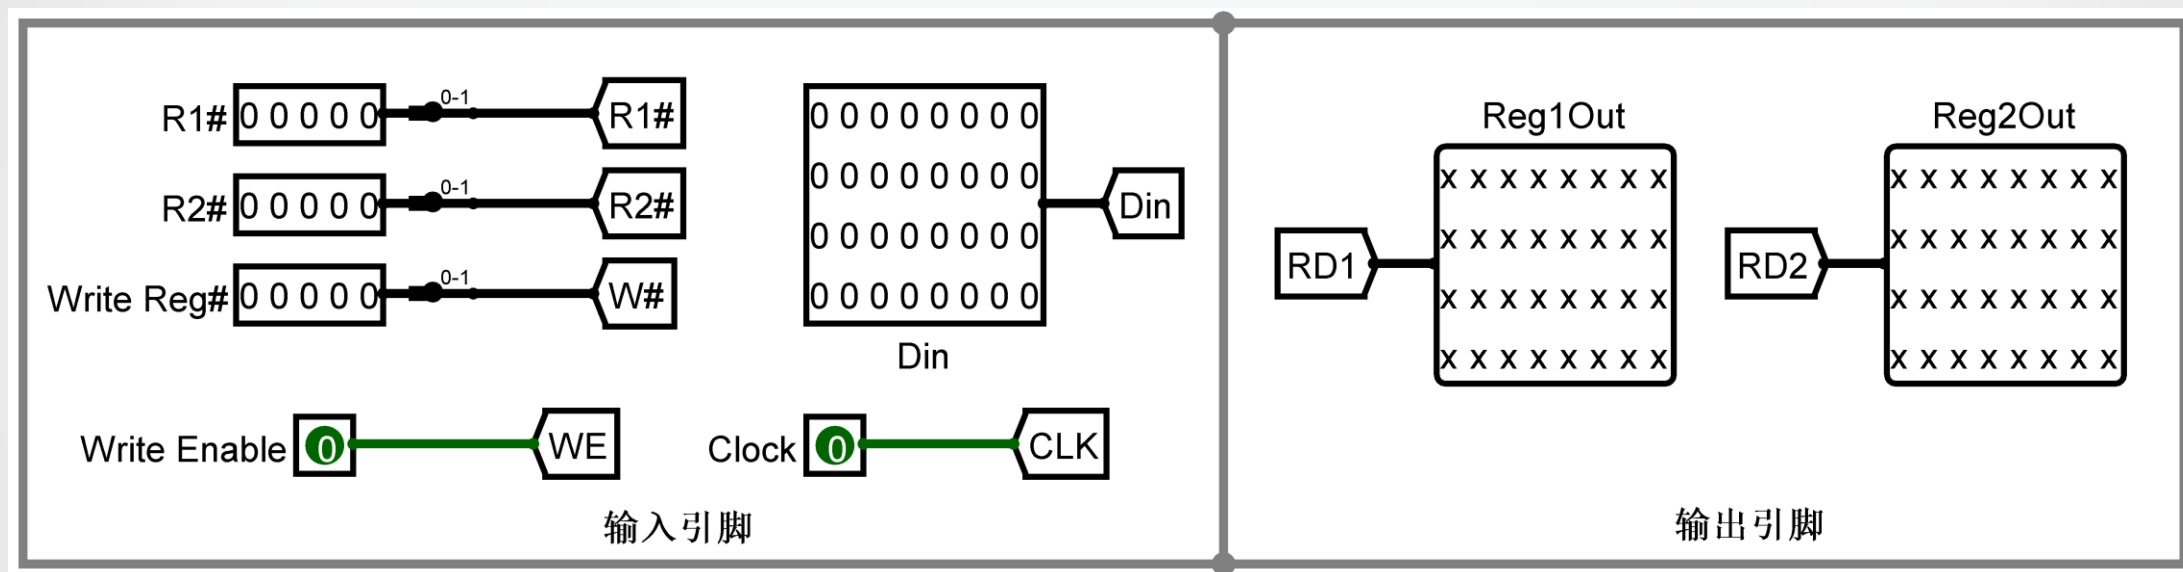 R1# 0 0 0 0 0 0-1 R1#
R2# 0 0 0 0 0 0-1 R2#
Write Reg# 0 0 0 0 0 0-1 W#
0 0 0 0 0 0 0 0
0 0 0 0 0 0 0 0
0 0 0 0 0 0 0 0
0 0 0 0 0 0 0 0
Din
Din
Write Enable 0 WE
Clock 0 CLK
输入引脚
Reg1Out
RD1
x x x x x x x x
x x x x x x x x
x x x x x x x x
x x x x x x x x
Reg2Out
RD2
x x x x x x x x
x x x x x x x x
x x x x x x x x
x x x x x x x x
输出引脚